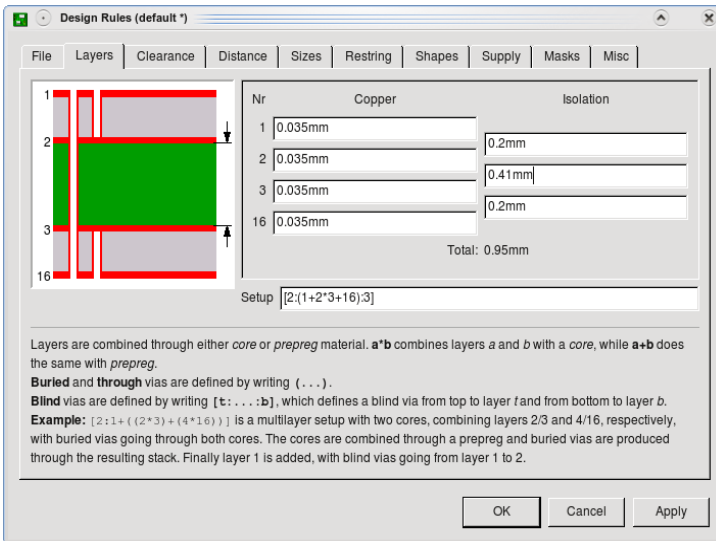 Design Rules (default *)
File Layers Clearance Distance Sizes Restring Shapes Supply Masks Misc
Nr Copper Isolation
1
2
3
16
1 0.035mm
0.2mm
2 0.035mm
0.41mm
3 0.035mm
0.2mm
16 0.035mm
Total: 0.95mm
Setup [2:(1+2*3+16):3]
Layers are combined through either core or prepreg material. a*b combines layers a and b with a core, while a+b does
the same with prepreg.
Buried and through vias are defined by writing (...).
Blind vias are defined by writing [t:...:b], which defines a blind via from top to layer t and from bottom to layer b.
Example: [2:1+((2*3)+(4*16))] is a multilayer setup with two cores, combining layers 2/3 and 4/16, respectively,
with buried vias going through both cores. The cores are combined through a prepreg and buried vias are produced
through the resulting stack. Finally layer 1 is added, with blind vias going from layer 1 to 2.
OK Cancel Apply